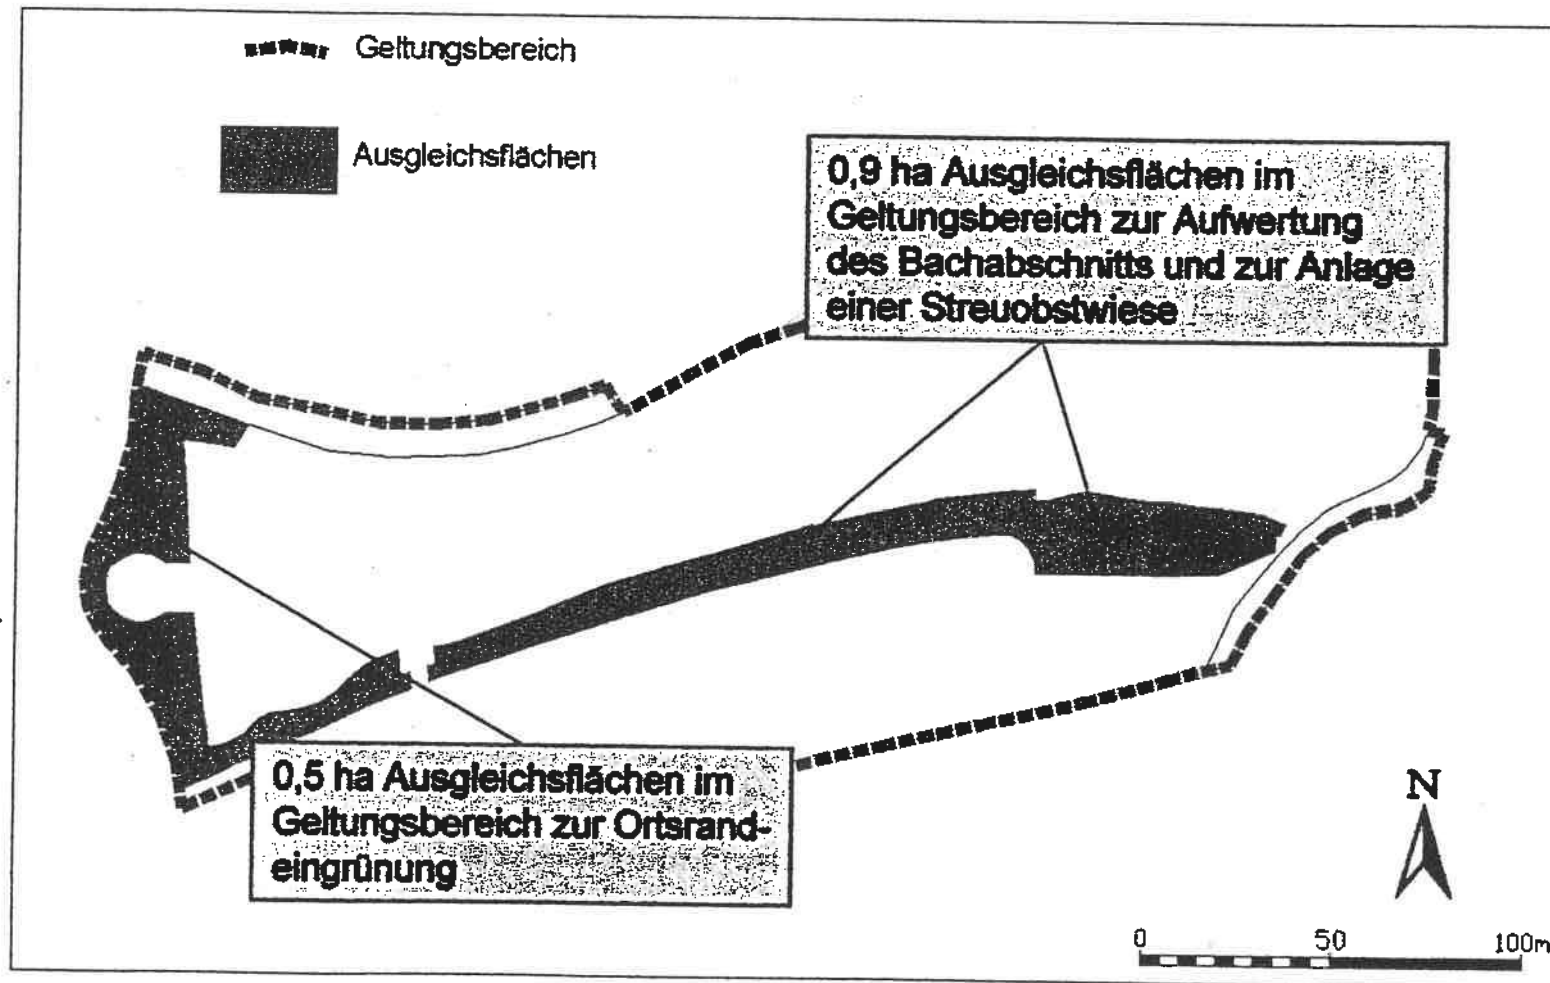 Geltungsbereich
Ausgleichsflächen
0,9 ha Ausgleichsflächen im
Geltungsbereich zur Aufwertung
des Bachabschnitts und zur Anlage
einer Streuobstwiese
0,5 ha Ausgleichsflächen im
Geltungsbereich zur Ortsrand-
eingrünung
N
0 50 100m